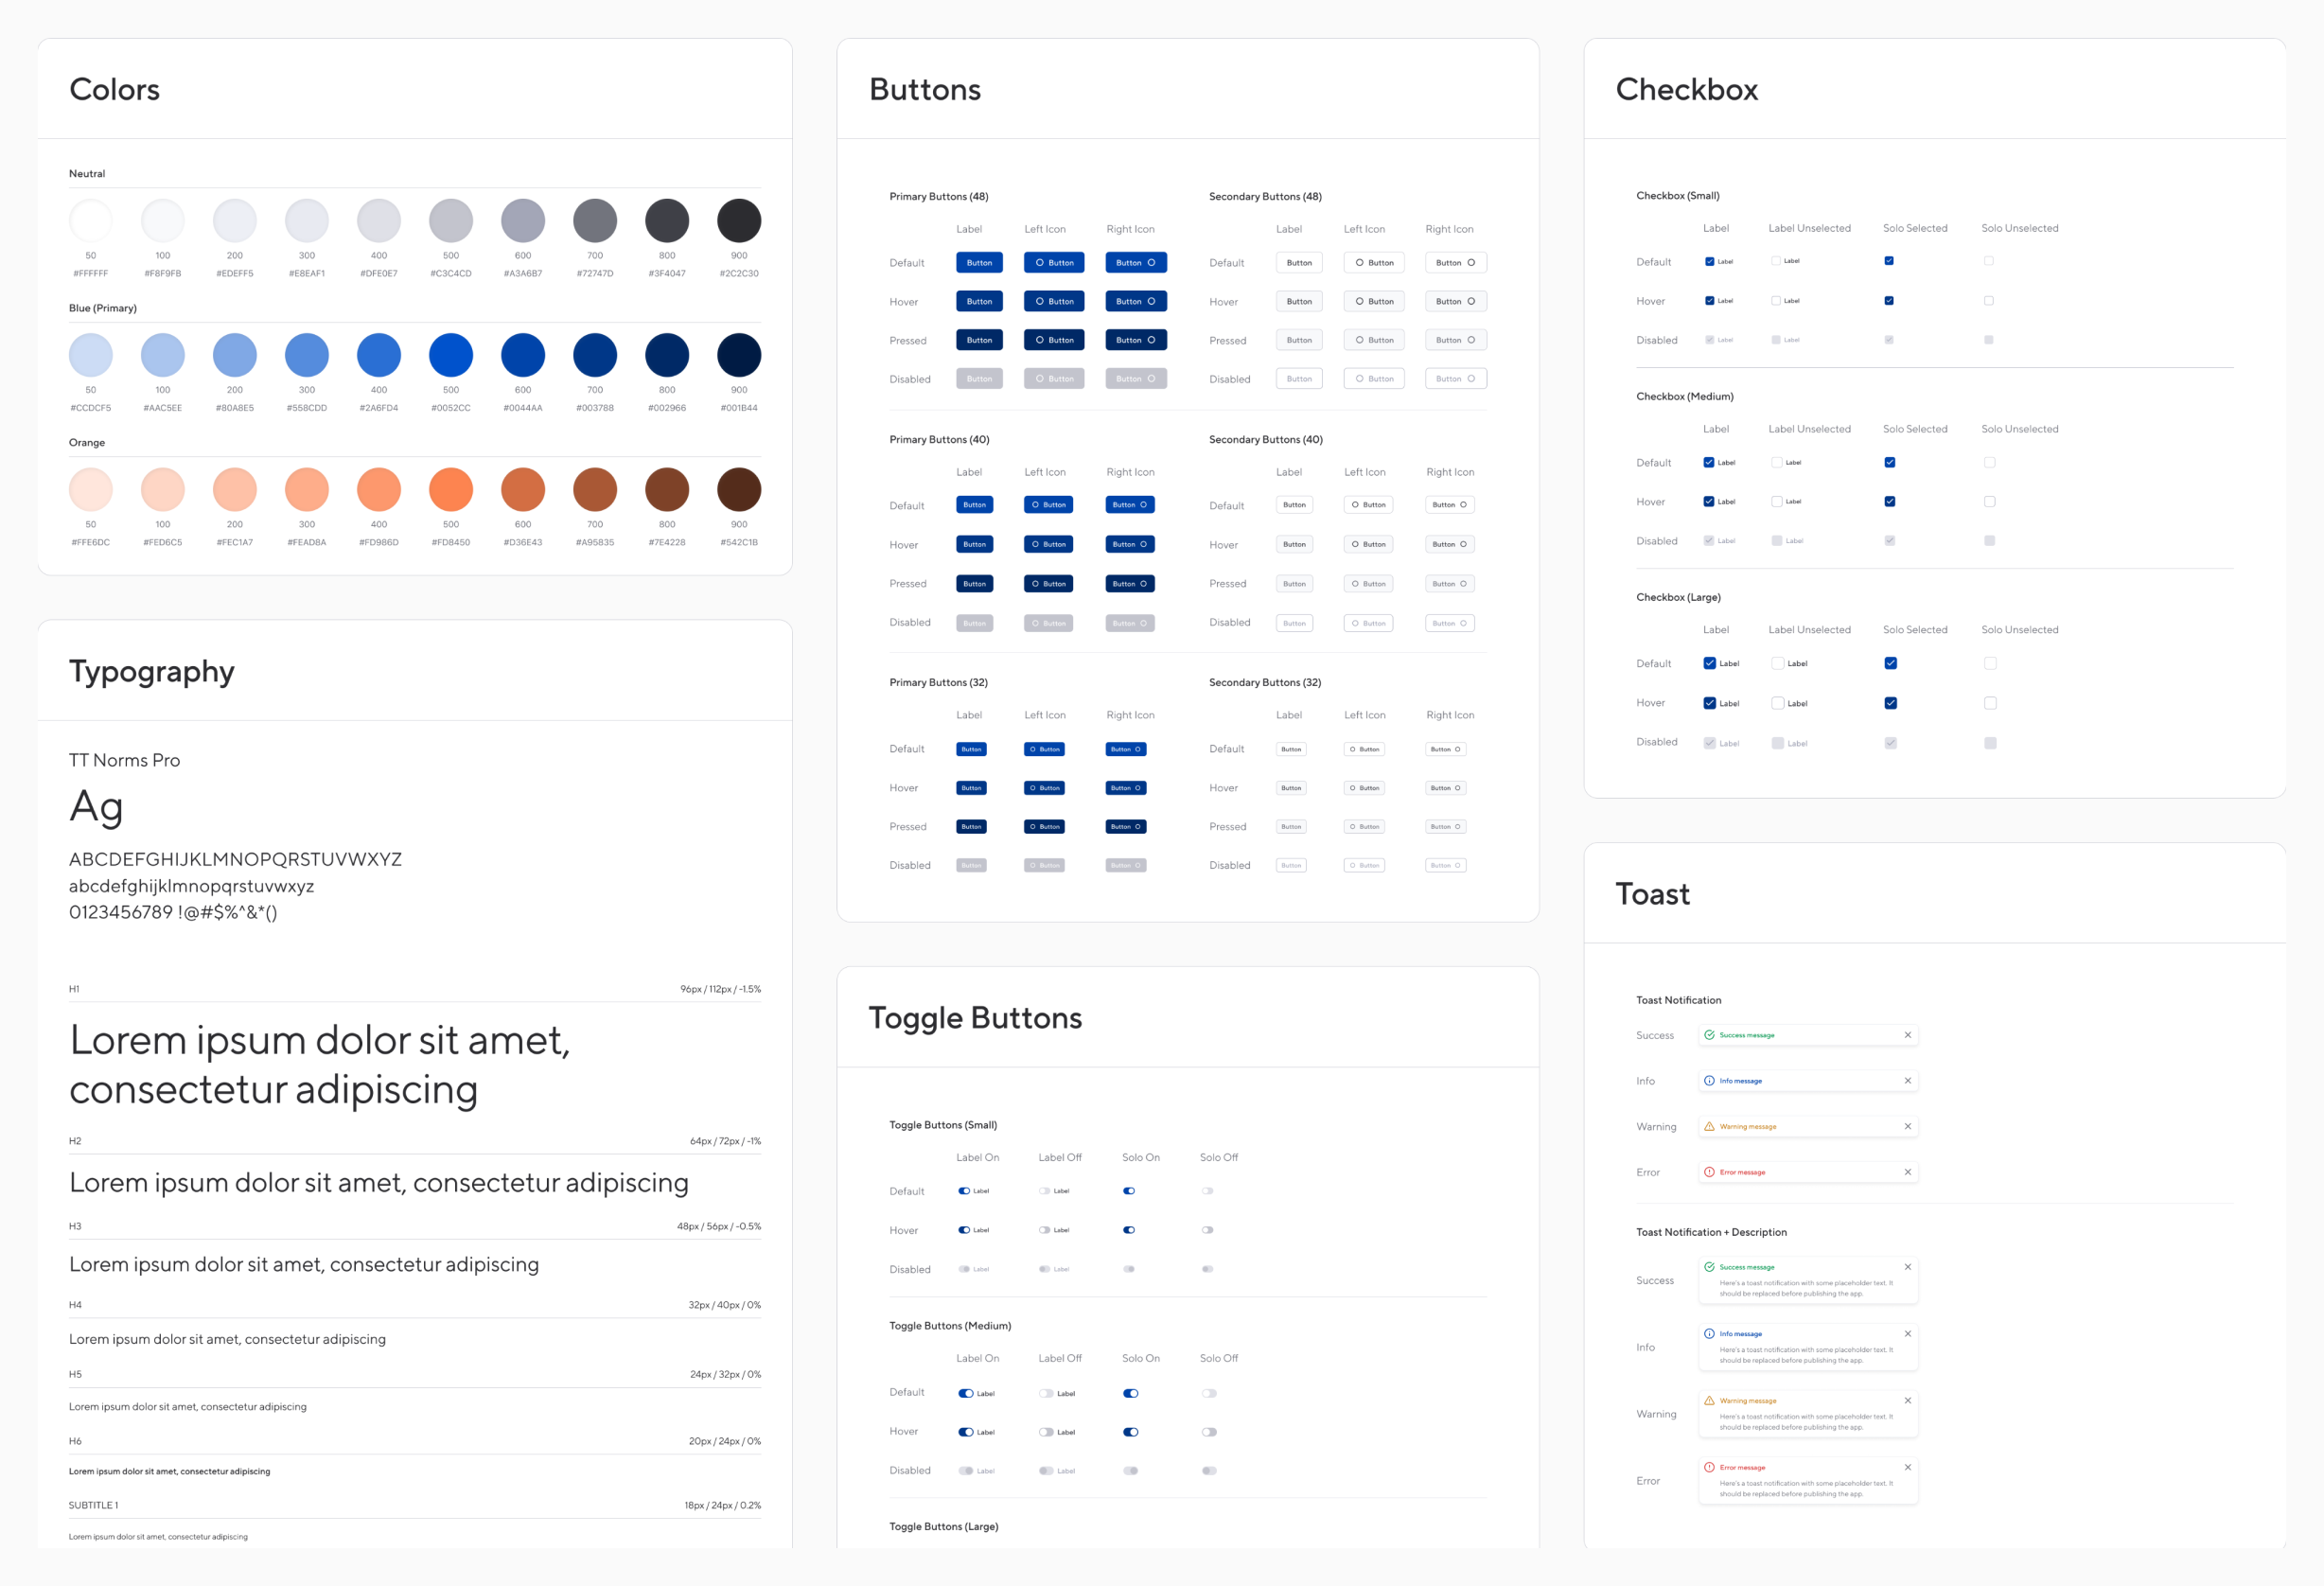 Colors
Neutral
50 100 200 300 400 500 600 700 800 900
#FFFFFF #F8F9FB #EDEFF5 #E8EAF1 #DFE0E7 #C3C4CD #A3A6B7 #72747D #3F4047 #2C2C30
Blue (Primary)
50 100 200 300 400 500 600 700 800 900
#CCDCF5 #AAC5EE #80A8E5 #558CDD #2A6FD4 #0052CC #0044AA #003788 #002966 #001B44
Orange
50 100 200 300 400 500 600 700 800 900
#FFE6DC #FED6C5 #FEC1A7 #FEAD8A #FD986D #FD8450 #D36E43 #A95835 #7E4228 #542C1B
Typography
TT Norms Pro
Ag
ABCDEFGHIJKLMNOPQRSTUVWXYZ
abcdefghijklmnopqrstuvwxyz
0123456789 !@#$%^&*()
H1 96px / 112px / -1.5%
Lorem ipsum dolor sit amet,
consectetur adipiscing
H2 64px / 72px / -1%
Lorem ipsum dolor sit amet, consectetur adipiscing
H3 48px / 56px / -0.5%
Lorem ipsum dolor sit amet, consectetur adipiscing
H4 32px / 40px / 0%
Lorem ipsum dolor sit amet, consectetur adipiscing
H5 24px / 32px / 0%
Lorem ipsum dolor sit amet, consectetur adipiscing
H6 20px / 24px / 0%
Lorem ipsum dolor sit amet, consectetur adipiscing
SUBTITLE 1 18px / 24px / 0.2%
Lorem ipsum dolor sit amet, consectetur adipiscing
Buttons
Primary Buttons (48)
Label Left Icon Right Icon
Default Button Button Button
Hover Button Button Button
Pressed Button Button Button
Disabled Button Button Button
Secondary Buttons (48)
Label Left Icon Right Icon
Default Button Button Button
Hover Button Button Button
Pressed Button Button Button
Disabled Button Button Button
Primary Buttons (40)
Label Left Icon Right Icon
Default Button Button Button
Hover Button Button Button
Pressed Button Button Button
Disabled Button Button Button
Secondary Buttons (40)
Label Left Icon Right Icon
Default Button Button Button
Hover Button Button Button
Pressed Button Button Button
Disabled Button Button Button
Primary Buttons (32)
Label Left Icon Right Icon
Default Button Button Button
Hover Button Button Button
Pressed Button Button Button
Disabled Button Button Button
Secondary Buttons (32)
Label Left Icon Right Icon
Default Button Button Button
Hover Button Button Button
Pressed Button Button Button
Disabled Button Button Button
Toggle Buttons
Toggle Buttons (Small)
Label On Label Off Solo On Solo Off
Default Label Label
Hover Label Label
Disabled Label Label
Toggle Buttons (Medium)
Label On Label Off Solo On Solo Off
Default Label Label
Hover Label Label
Disabled Label Label
Toggle Buttons (Large)
Checkbox
Checkbox (Small)
Label Label Unselected Solo Selected Solo Unselected
Default Label Label
Hover Label Label
Disabled Label Label
Checkbox (Medium)
Label Label Unselected Solo Selected Solo Unselected
Default Label Label
Hover Label Label
Disabled Label Label
Checkbox (Large)
Label Label Unselected Solo Selected Solo Unselected
Default Label Label
Hover Label Label
Disabled Label Label
Toast
Toast Notification
Success Success message
Info Info message
Warning Warning message
Error Error message
Toast Notification + Description
Success Success message
Here's a toast notification with some placeholder text. It
should be replaced before publishing the app.
Info Info message
Here's a toast notification with some placeholder text. It
should be replaced before publishing the app.
Warning Warning message
Here's a toast notification with some placeholder text. It
should be replaced before publishing the app.
Error Error message
Here's a toast notification with some placeholder text. It
should be replaced before publishing the app.